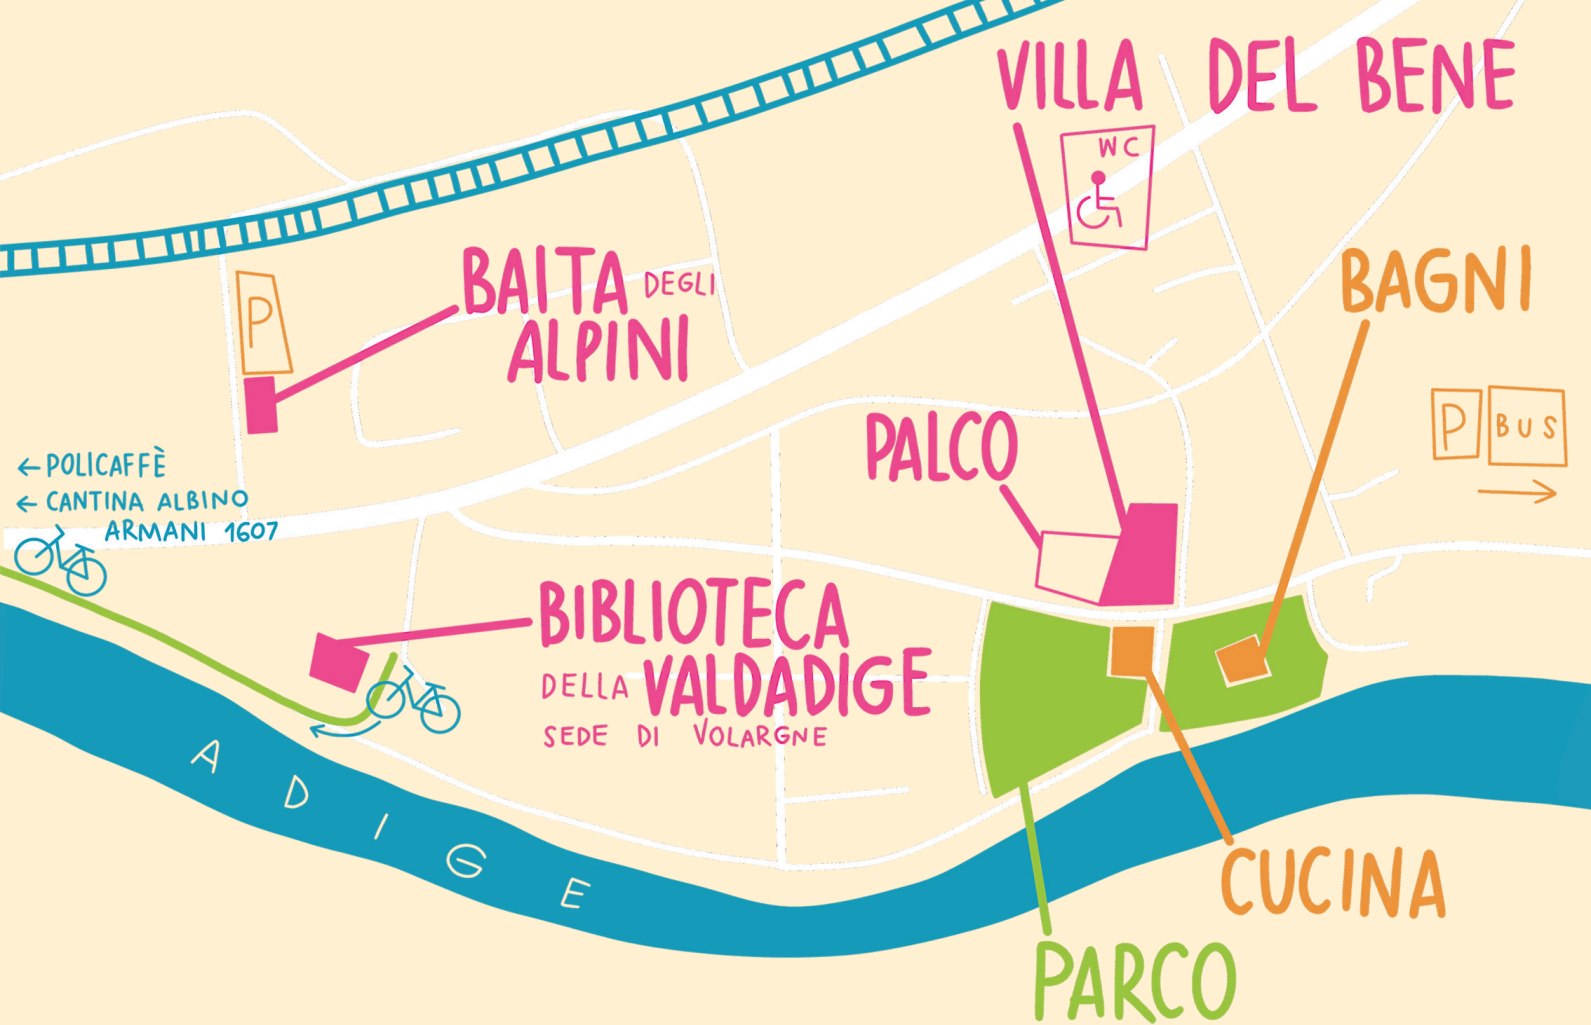 VILLA DEL BENE
WC
BAITA DEGLI
ALPINI
P
BAGNI
P BUS
PALCO
← POLICAFFÈ
← CANTINA ALBINO
ARMANI 1607
BIBLIOTECA
DELLA VALDADIGE
SEDE DI VOLARGNE
ADIGE
CUCINA
PARCO